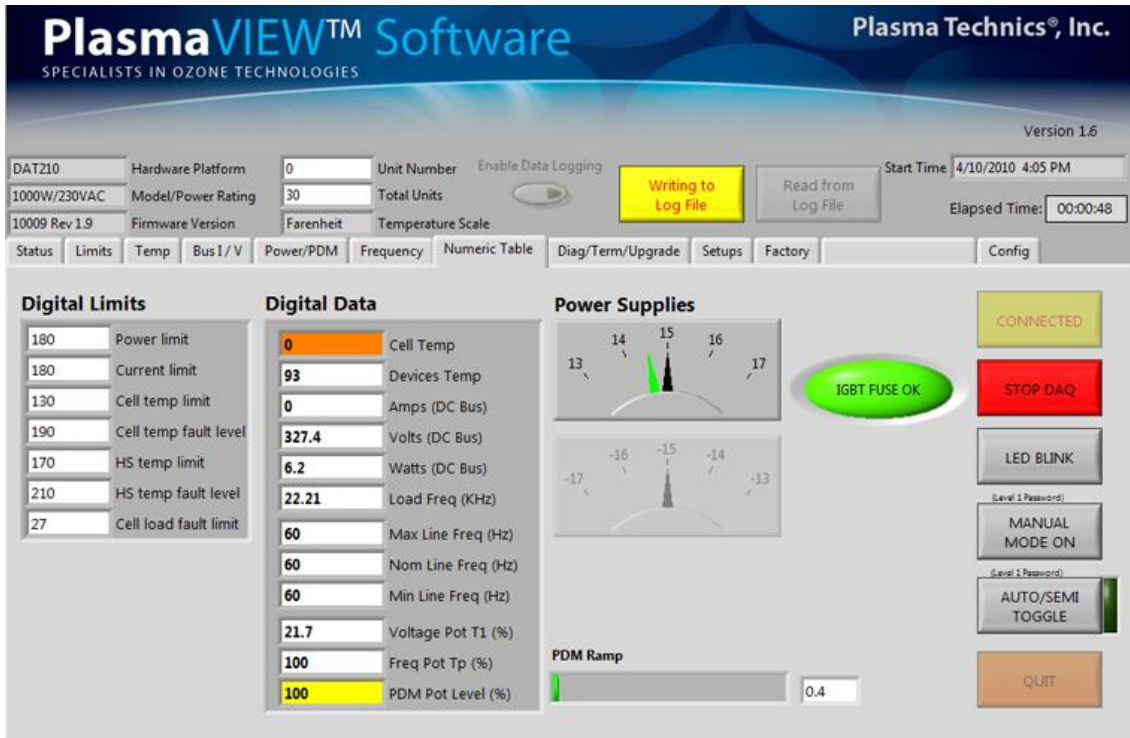 PlasmaVIEW™ Software
SPECIALISTS IN OZONE TECHNOLOGIES
Plasma Technics®, Inc.
Version 1.6
DAT210 Hardware Platform 0 Unit Number Enable Data Logging
1000W/230VAC Model/Power Rating 30 Total Units
10009 Rev 1.9 Firmware Version Farenheit Temperature Scale
Writing to
Log File
Read from
Log File
Start Time 4/10/2010 4:05 PM
Elapsed Time: 00:00:48
Status Limits Temp Bus I / V Power/PDM Frequency Numeric Table Diag/Term/Upgrade Setups Factory Config
Digital Limits
180 Power limit
180 Current limit
130 Cell temp limit
190 Cell temp fault level
170 HS temp limit
210 HS temp fault level
27 Cell load fault limit
Digital Data
0 Cell Temp
93 Devices Temp
0 Amps (DC Bus)
327.4 Volts (DC Bus)
6.2 Watts (DC Bus)
22.21 Load Freq (KHz)
60 Max Line Freq (Hz)
60 Nom Line Freq (Hz)
60 Min Line Freq (Hz)
21.7 Voltage Pot T1 (%)
100 Freq Pot Tp (%)
100 PDM Pot Level (%)
Power Supplies
13 14 15 16 17
-17 -16 -15 -14 -13
IGBT FUSE OK
PDM Ramp
0.4
CONNECTED
STOP DAQ
LED BLINK
(Level 1 Password)
MANUAL
MODE ON
(Level 1 Password)
AUTO/SEMI
TOGGLE
QUIT